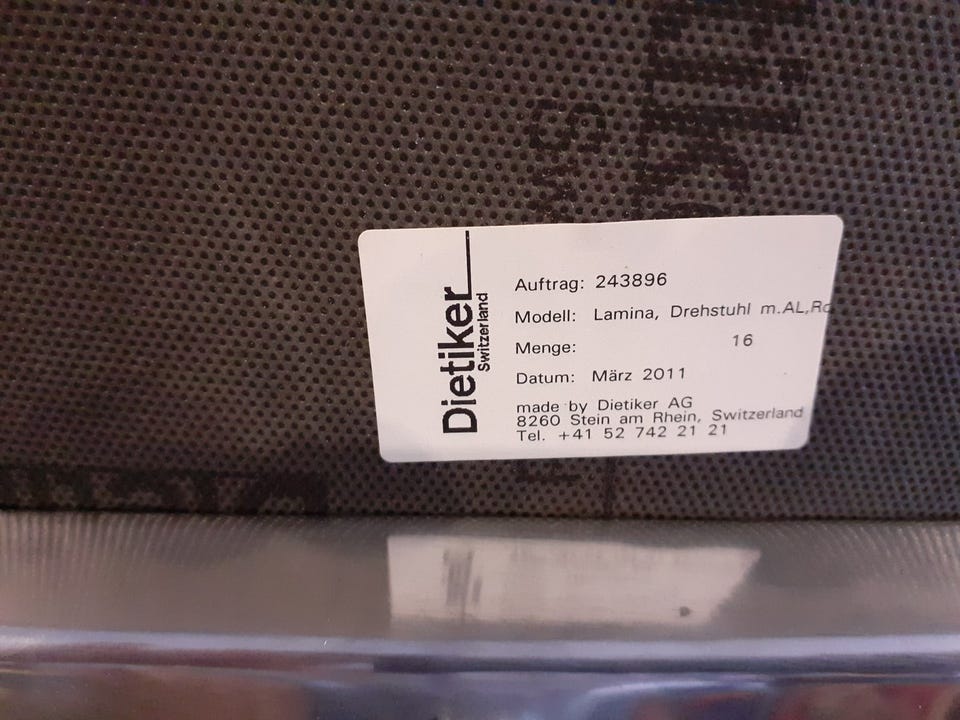 Dietiker
Switzerland
Auftrag: 243896
Modell: Lamina, Drehstuhl m.AL,Ro
Menge: 16
Datum: März 2011
made by Dietiker AG
8260 Stein am Rhein, Switzerland
Tel. +41 52 742 21 21